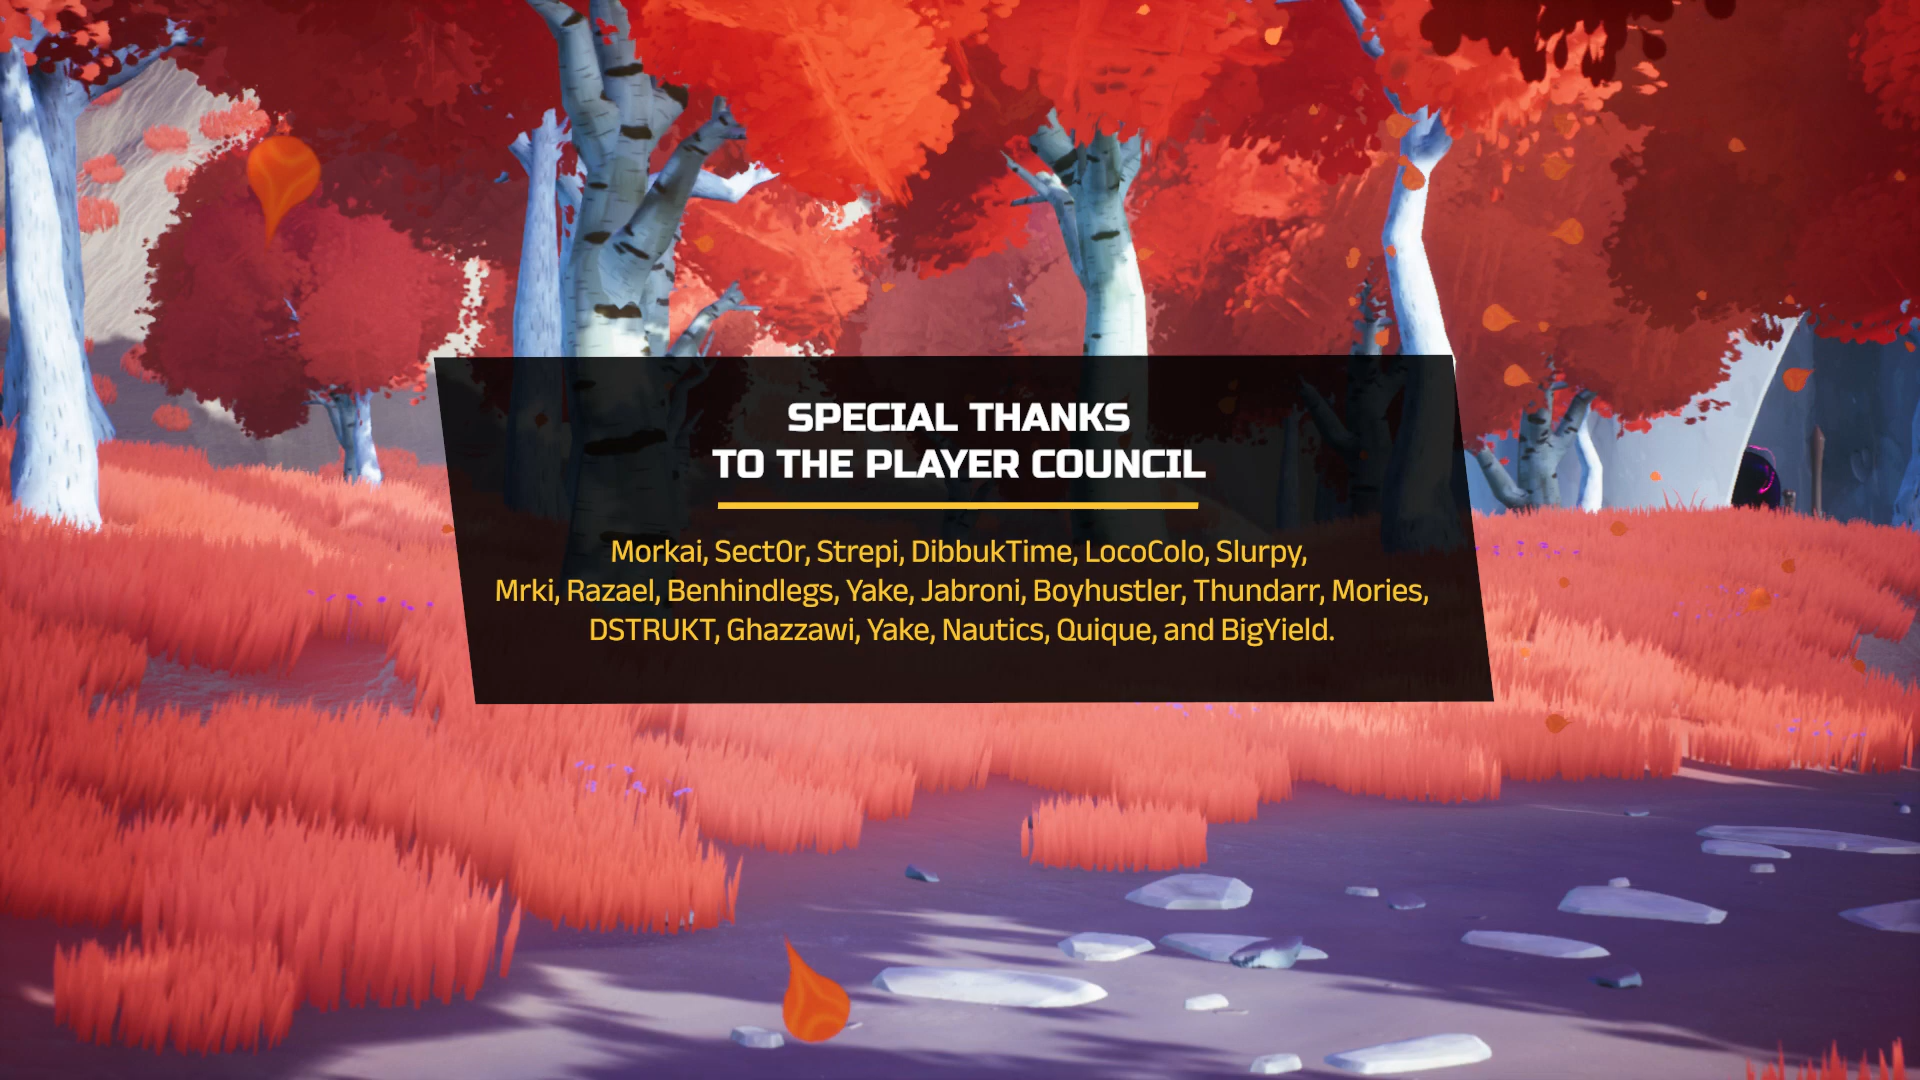 SPECIAL THANKS
TO THE PLAYER COUNCIL
Morkai, Sect0r, Strepi, DibbukTime, LocoColo, Slurpy,
Mrki, Razael, Benhindlegs, Yake, Jabroni, Boyhustler, Thundarr, Mories,
DSTRUKT, Ghazzawi, Yake, Nautics, Quique, and BigYield.